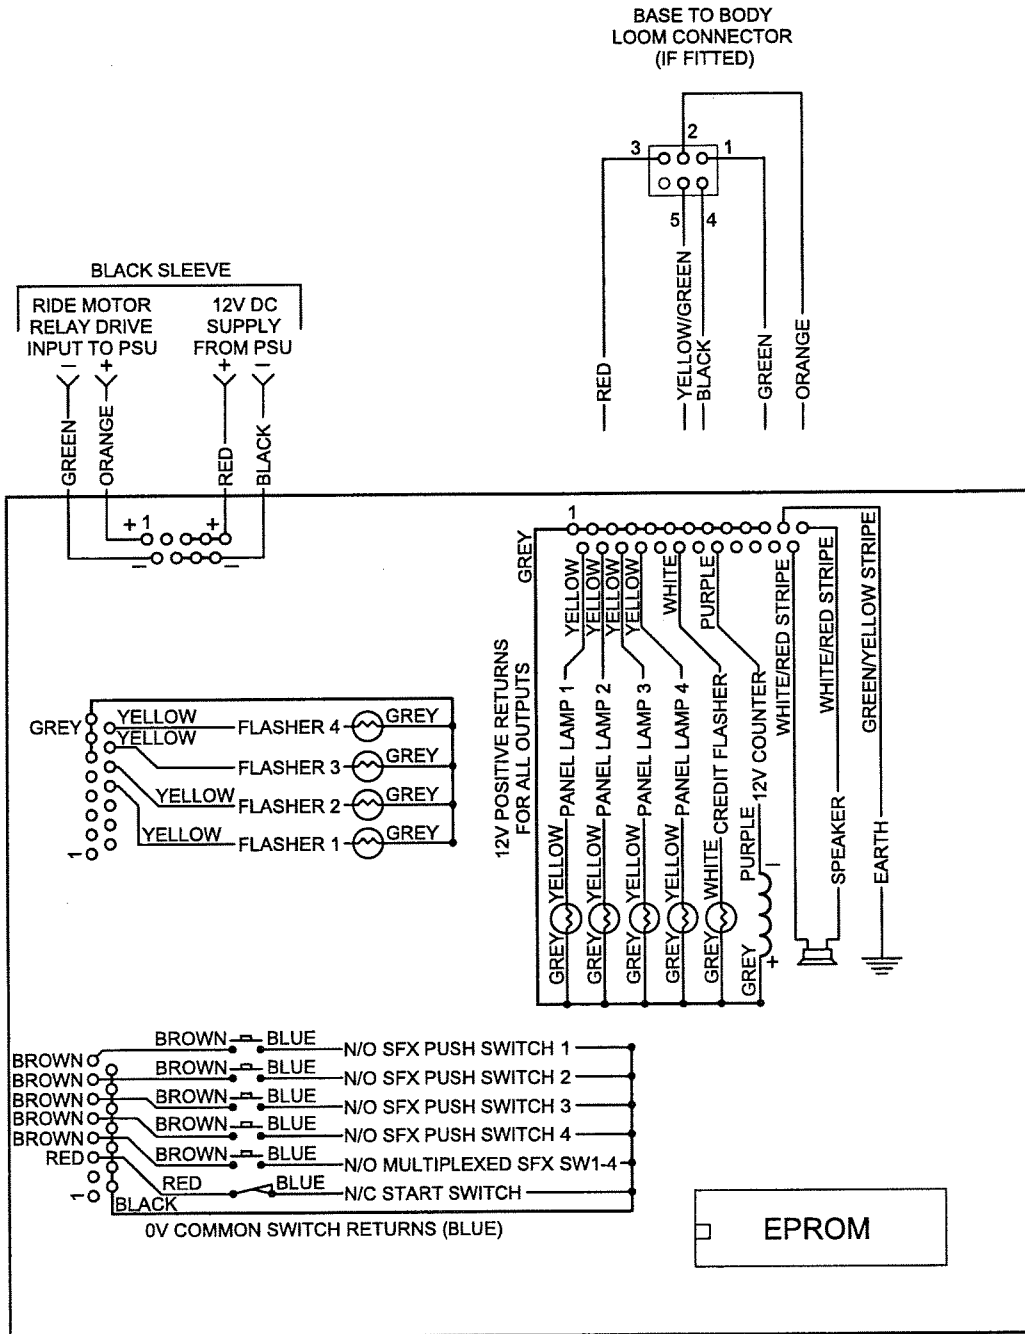 BASE TO BODY
LOOM CONNECTOR
(IF FITTED)
2
3
1
5
4
RED
YELLOW/GREEN
BLACK
GREEN
ORANGE
BLACK SLEEVE
RIDE MOTOR
RELAY DRIVE
INPUT TO PSU
12V DC
SUPPLY
FROM PSU
− + + −
GREEN
ORANGE
RED
BLACK
+ 1 +
− −
1
GREY
YELLOW
YELLOW
YELLOW
YELLOW
WHITE
PURPLE
WHITE/RED STRIPE
WHITE/RED STRIPE
GREEN/YELLOW STRIPE
12V POSITIVE RETURNS
FOR ALL OUTPUTS
PANEL LAMP 1
PANEL LAMP 2
PANEL LAMP 3
PANEL LAMP 4
CREDIT FLASHER
12V COUNTER
SPEAKER
EARTH
YELLOW
YELLOW
YELLOW
YELLOW
WHITE
PURPLE
−
GREY
GREY
GREY
GREY
GREY
GREY
+
GREY
YELLOW FLASHER 4 GREY
YELLOW FLASHER 3 GREY
YELLOW FLASHER 2 GREY
YELLOW FLASHER 1 GREY
1
BROWN BROWN BLUE N/O SFX PUSH SWITCH 1
BROWN BROWN BLUE N/O SFX PUSH SWITCH 2
BROWN BROWN BLUE N/O SFX PUSH SWITCH 3
BROWN BROWN BLUE N/O SFX PUSH SWITCH 4
BROWN BROWN BLUE N/O MULTIPLEXED SFX SW1-4
RED RED BLUE N/C START SWITCH
1
BLACK
0V COMMON SWITCH RETURNS (BLUE)
EPROM